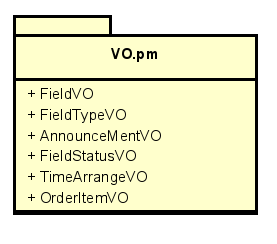 VO.pm
+ FieldVO
+ FieldTypeVO
+ AnnounceMentVO
+ FieldStatusVO
+ TimeArrangeVO
+ OrderItemVO